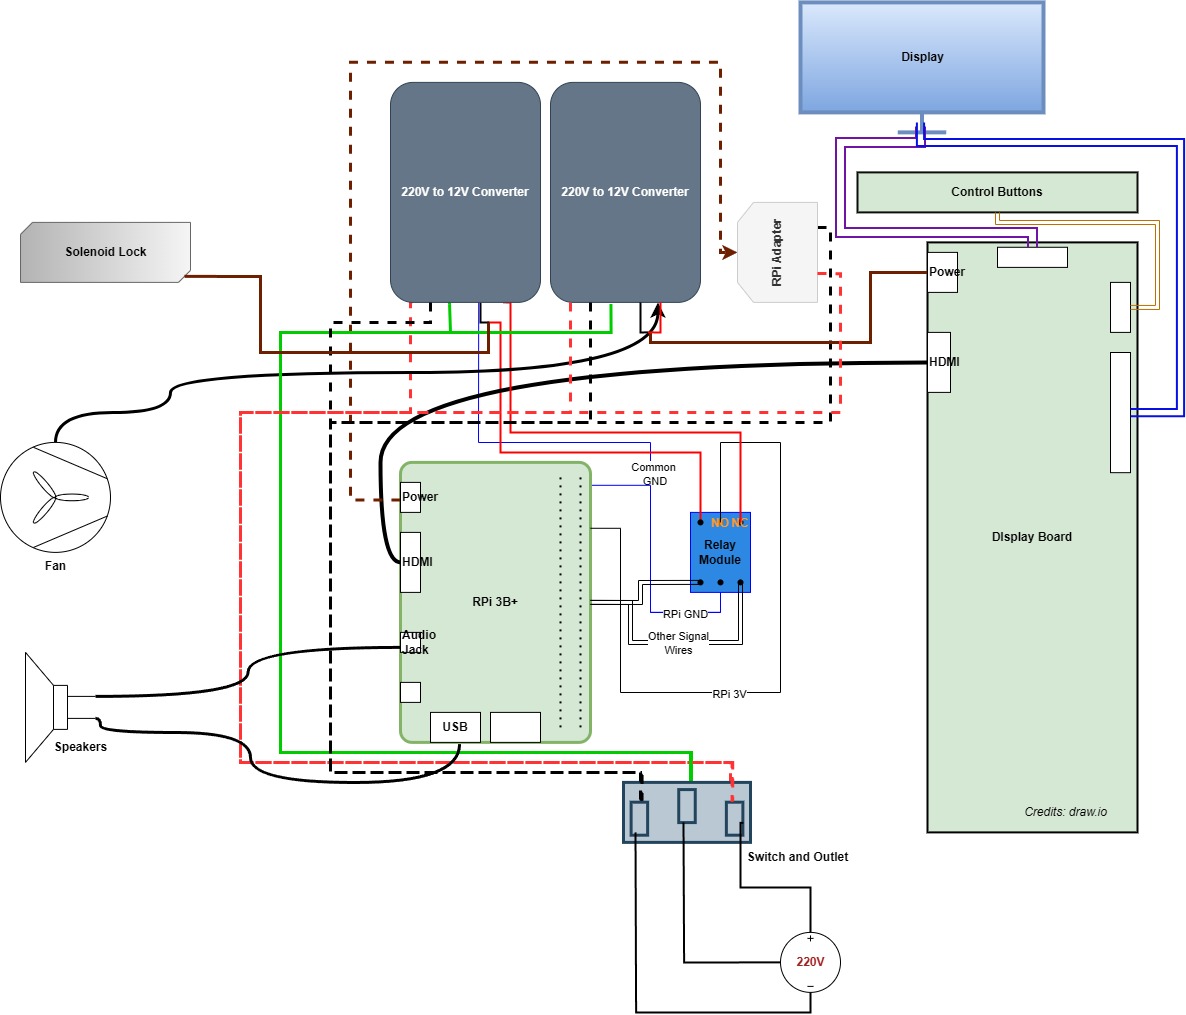 Display
220V to 12V Converter
220V to 12V Converter
Control Buttons
Solenoid Lock
RPi Adapter
Power
HDMI
Common
GND
Power
NO NC
Relay
Module
DIsplay Board
HDMI
Fan
RPi 3B+
RPi GND
Audio
Jack
Other Signal
Wires
RPi 3V
USB
Speakers
Credits: draw.io
Switch and Outlet
+
220V
−